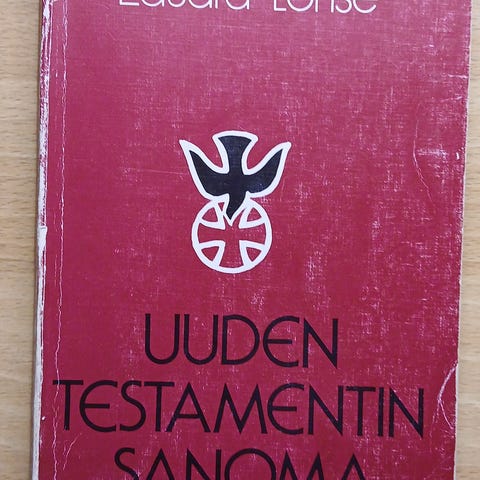 Eduard Lohse
UUDEN
TESTAMENTIN
SANOMA